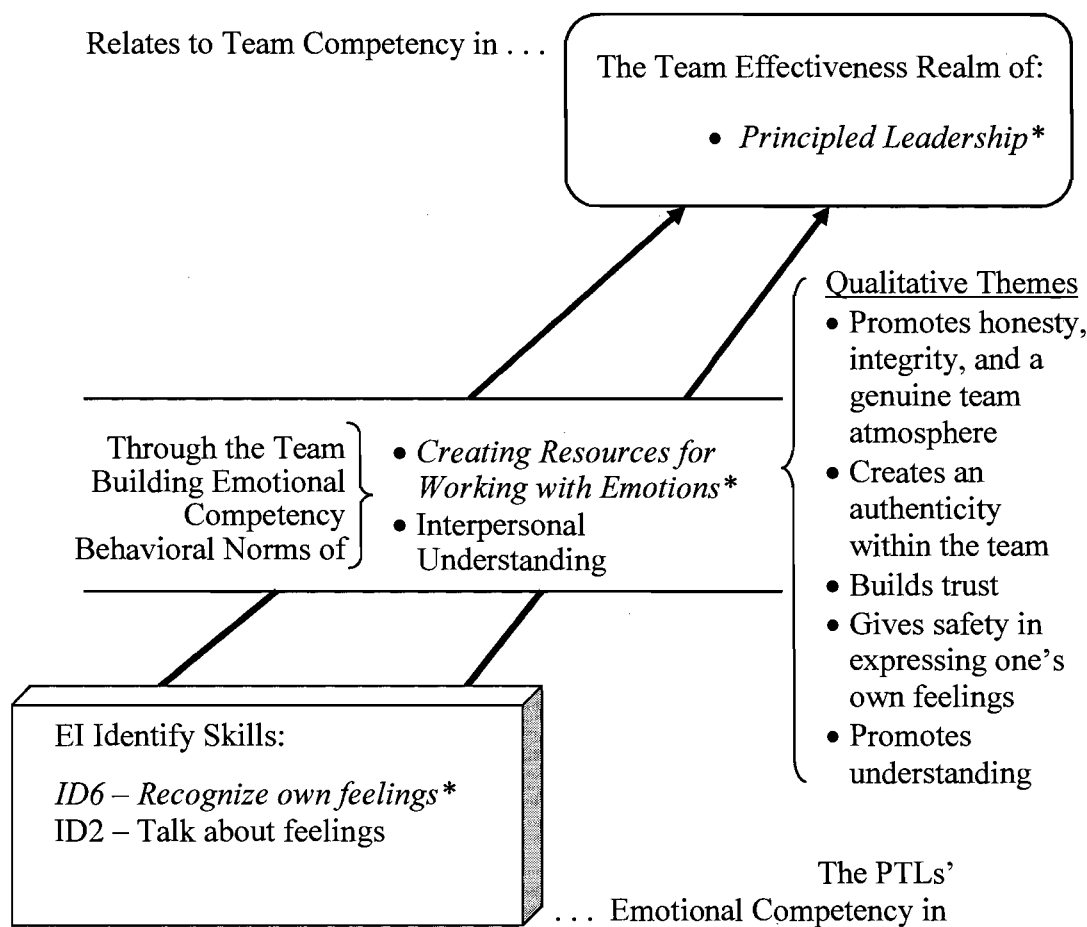 Relates to Team Competency in . . .
The Team Effectiveness Realm of:
• Principled Leadership*
Qualitative Themes
• Promotes honesty,
integrity, and a
genuine team
atmosphere
• Creates an
authenticity
within the team
• Builds trust
• Gives safety in
expressing one’s
own feelings
• Promotes
understanding
Through the Team
Building Emotional
Competency
Behavioral Norms of
• Creating Resources for
Working with Emotions*
• Interpersonal
Understanding
EI Identify Skills:
ID6 – Recognize own feelings*
ID2 – Talk about feelings
The PTLs’
. . . Emotional Competency in